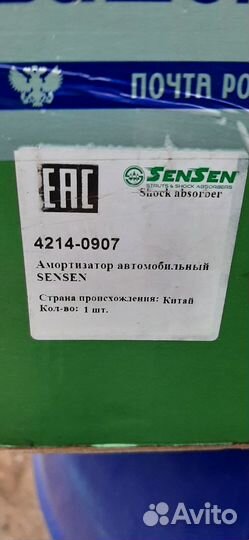 ПОЧТА РО
EAC
SENSEN
STRUTS & SHOCK ABSORBERS
Shock absorber
4214-0907
Амортизатор автомобильный
SENSEN
Страна происхождения: Китай
Кол-во: 1 шт.
Avito